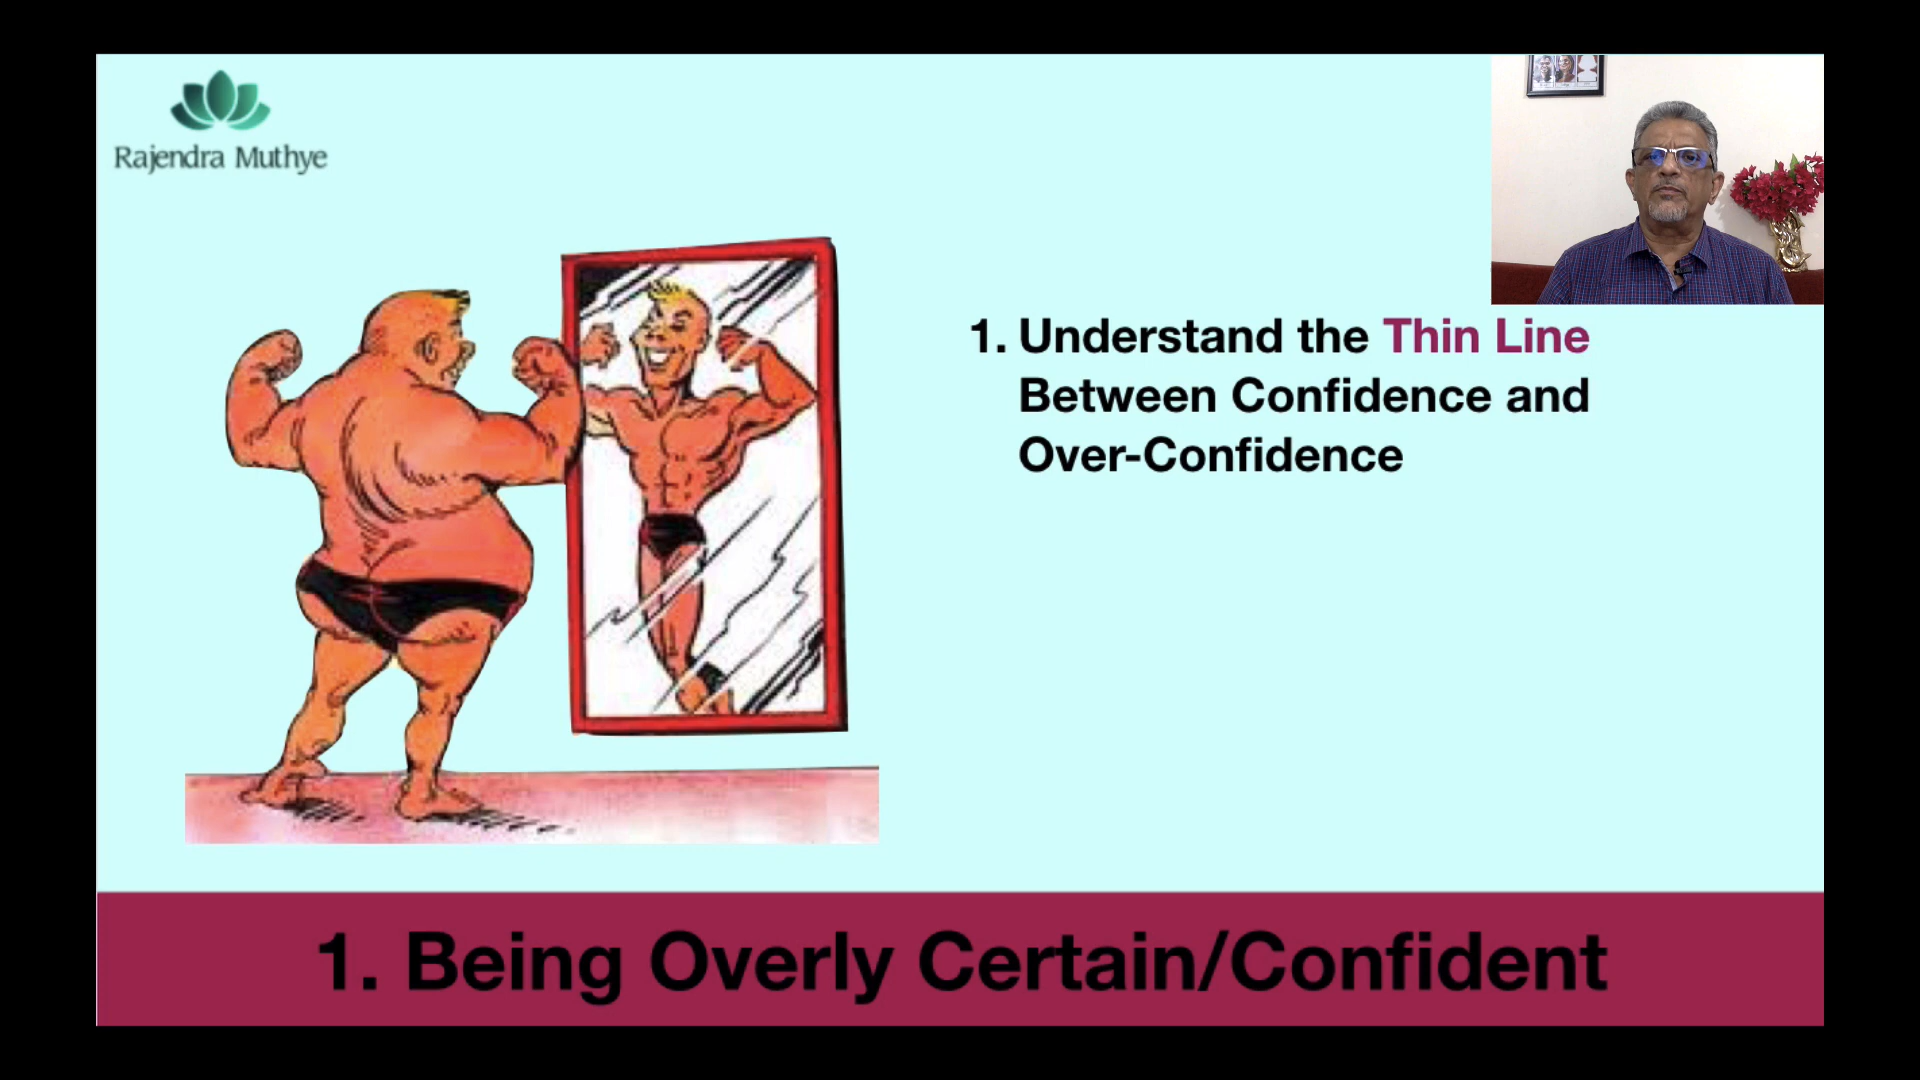 Rajendra Muthye
1. Understand the Thin Line
Between Confidence and
Over-Confidence
1. Being Overly Certain/Confident